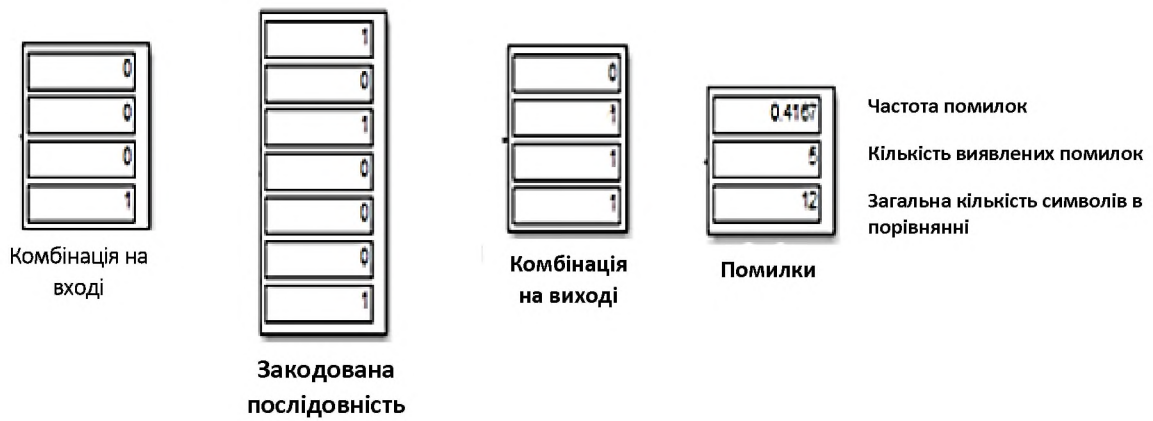 0
0
0
1
Комбінація на
вході
1
0
1
0
0
0
1
Закодована
послідовність
0
1
1
1
Комбінація
на виході
0.4167
5
12
Помилки
Частота помилок
Кількість виявлених помилок
Загальна кількість символів в
порівнянні